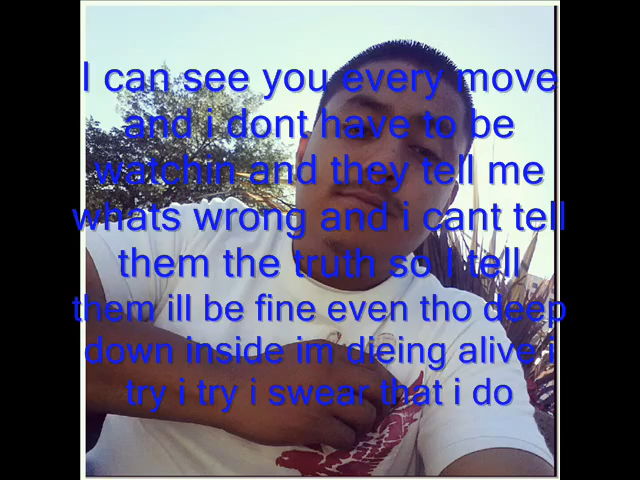 I can see you every move
and i dont have to be
watchin and they tell me
whats wrong and i cant tell
them the truth so I tell
them ill be fine even tho deep
down inside im dieing alive i
try i try i swear that i do